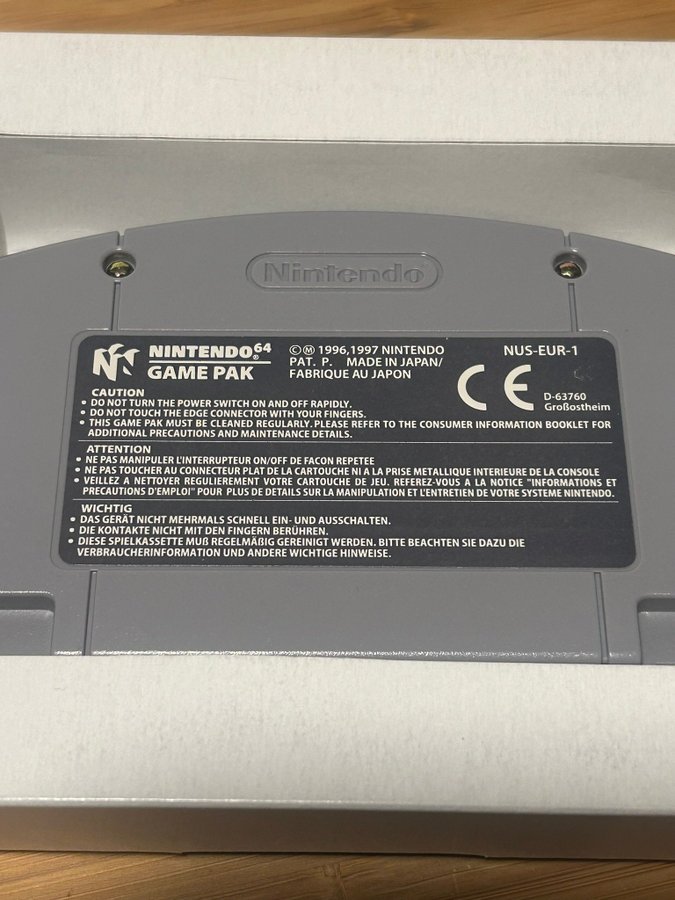 Nintendo
NINTENDO64®
GAME PAK
©Ⓜ 1996,1997 NINTENDO
PAT. P. MADE IN JAPAN/
FABRIQUE AU JAPON
NUS-EUR-1
CE
D-63760
Großostheim
CAUTION
• DO NOT TURN THE POWER SWITCH ON AND OFF RAPIDLY.
• DO NOT TOUCH THE EDGE CONNECTOR WITH YOUR FINGERS.
• THIS GAME PAK MUST BE CLEANED REGULARLY. PLEASE REFER TO THE CONSUMER INFORMATION BOOKLET FOR
ADDITIONAL PRECAUTIONS AND MAINTENANCE DETAILS.
ATTENTION
• NE PAS MANIPULER L'INTERRUPTEUR ON/OFF DE FACON REPETEE
• NE PAS TOUCHER AU CONNECTEUR PLAT DE LA CARTOUCHE NI A LA PRISE METALLIQUE INTERIEURE DE LA CONSOLE
• VEILLEZ A NETTOYER REGULIEREMENT VOTRE CARTOUCHE DE JEU. REFEREZ-VOUS A LA NOTICE "INFORMATIONS ET
PRECAUTIONS D'EMPLOI" POUR PLUS DE DETAILS SUR LA MANIPULATION ET L'ENTRETIEN DE VOTRE SYSTEME NINTENDO.
WICHTIG
• DAS GERÄT NICHT MEHRMALS SCHNELL EIN- UND AUSSCHALTEN.
• DIE KONTAKTE NICHT MIT DEN FINGERN BERÜHREN.
• DIESE SPIELKASSETTE MUß REGELMÄßIG GEREINIGT WERDEN. BITTE BEACHTEN SIE DAZU DIE
VERBRAUCHERINFORMATION UND ANDERE WICHTIGE HINWEISE.